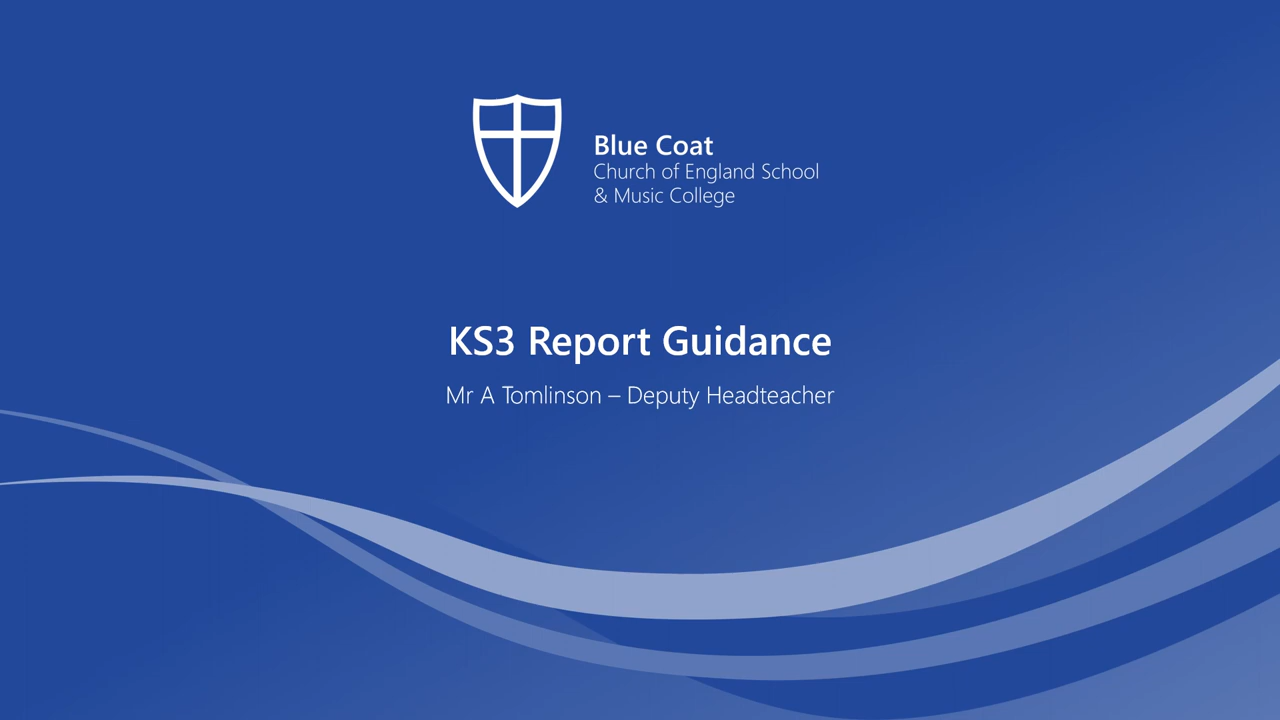 Blue Coat
Church of England School
& Music College
KS3 Report Guidance
Mr A Tomlinson – Deputy Headteacher